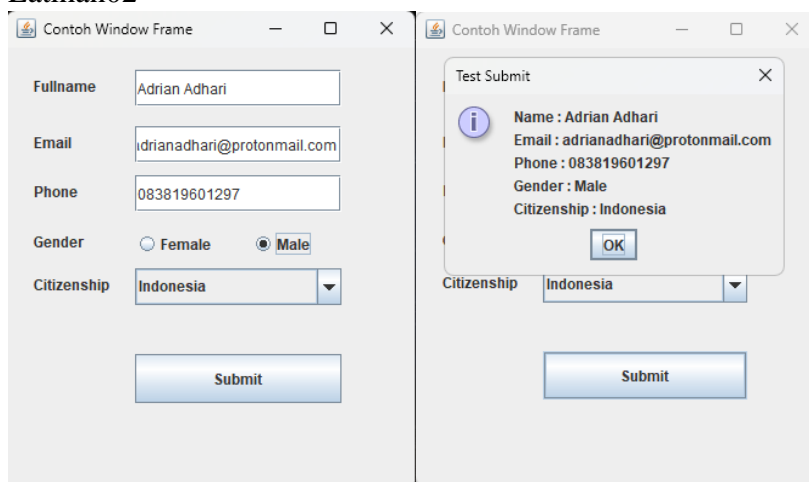 Contoh Window Frame
Fullname Adrian Adhari
Email drianadhari@protonmail.com
Phone 083819601297
Gender Female Male
Citizenship Indonesia
Submit
Contoh Window Frame
Test Submit
Name : Adrian Adhari
Email : adrianadhari@protonmail.com
Phone : 083819601297
Gender : Male
Citizenship : Indonesia
OK
Citizenship Indonesia
Submit